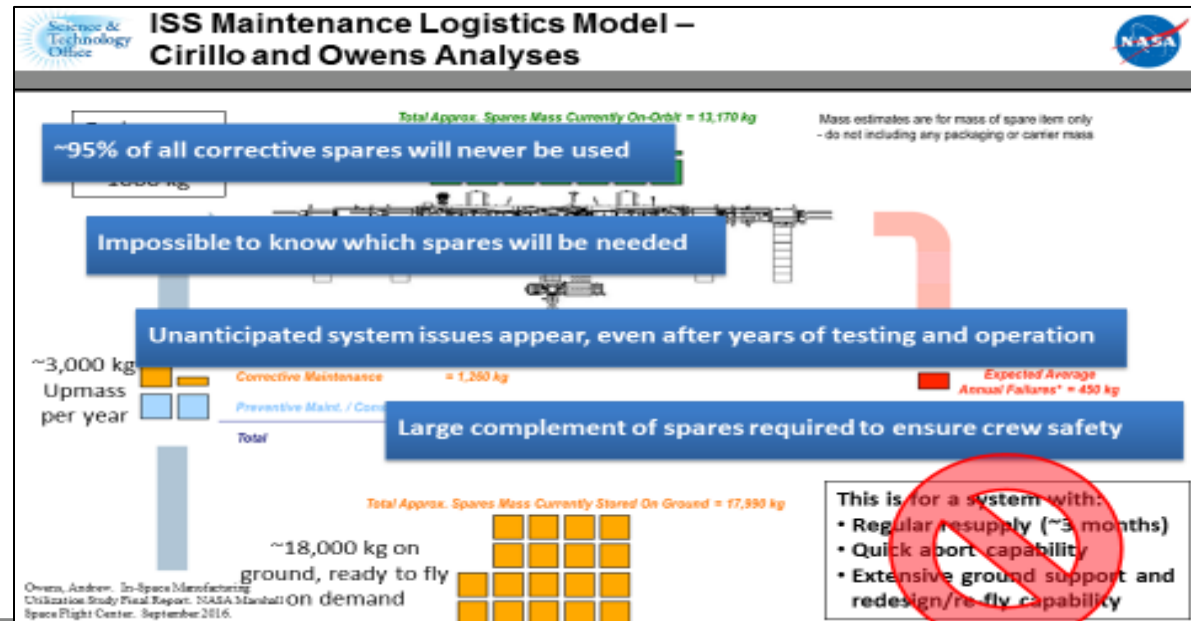 Science &
Technology
Office
ISS Maintenance Logistics Model –
Cirillo and Owens Analyses
NASA
Total Approx. Spares Mass Currently On-Orbit = 13,170 kg
Mass estimates are for mass of spare item only
- do not including any packaging or carrier mass
~95% of all corrective spares will never be used
Impossible to know which spares will be needed
Unanticipated system issues appear, even after years of testing and operation
~3,000 kg
Upmass
per year
Corrective Maintenance = 1,260 kg
Preventive Maint. /
Total
Expected Average
Annual Failures* = 450 kg
Large complement of spares required to ensure crew safety
Total Approx. Spares Mass Currently Stored On Ground = 17,990 kg
~18,000 kg on
ground, ready to fly
on demand
This is for a system with:
• Regular resupply (~3 months)
• Quick abort capability
• Extensive ground support and
redesign/re-fly capability
Owens, Andrew. In-Space Manufacturing
Utilization Study Final Report. NASA Marshall
Space Flight Center. September 2016.